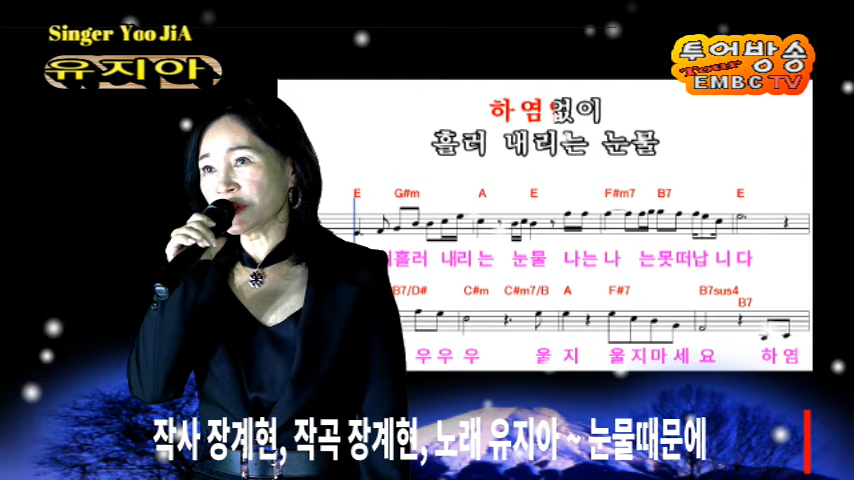 Singer Yoo JiA
유지아
투어방송
Tour
EMBC TV
하염없이
흘러 내리는 눈물
E G#m A E F#m7 B7 E
흘러 내리는 눈물 나는나 는못떠납니다
B7/D# C#m C#m7/B A F#7 B7sus4 B7
우우우 울지 울지마세요 하염
작사 장계현, 작곡 장계현, 노래 유지아 ~ 눈물때문에